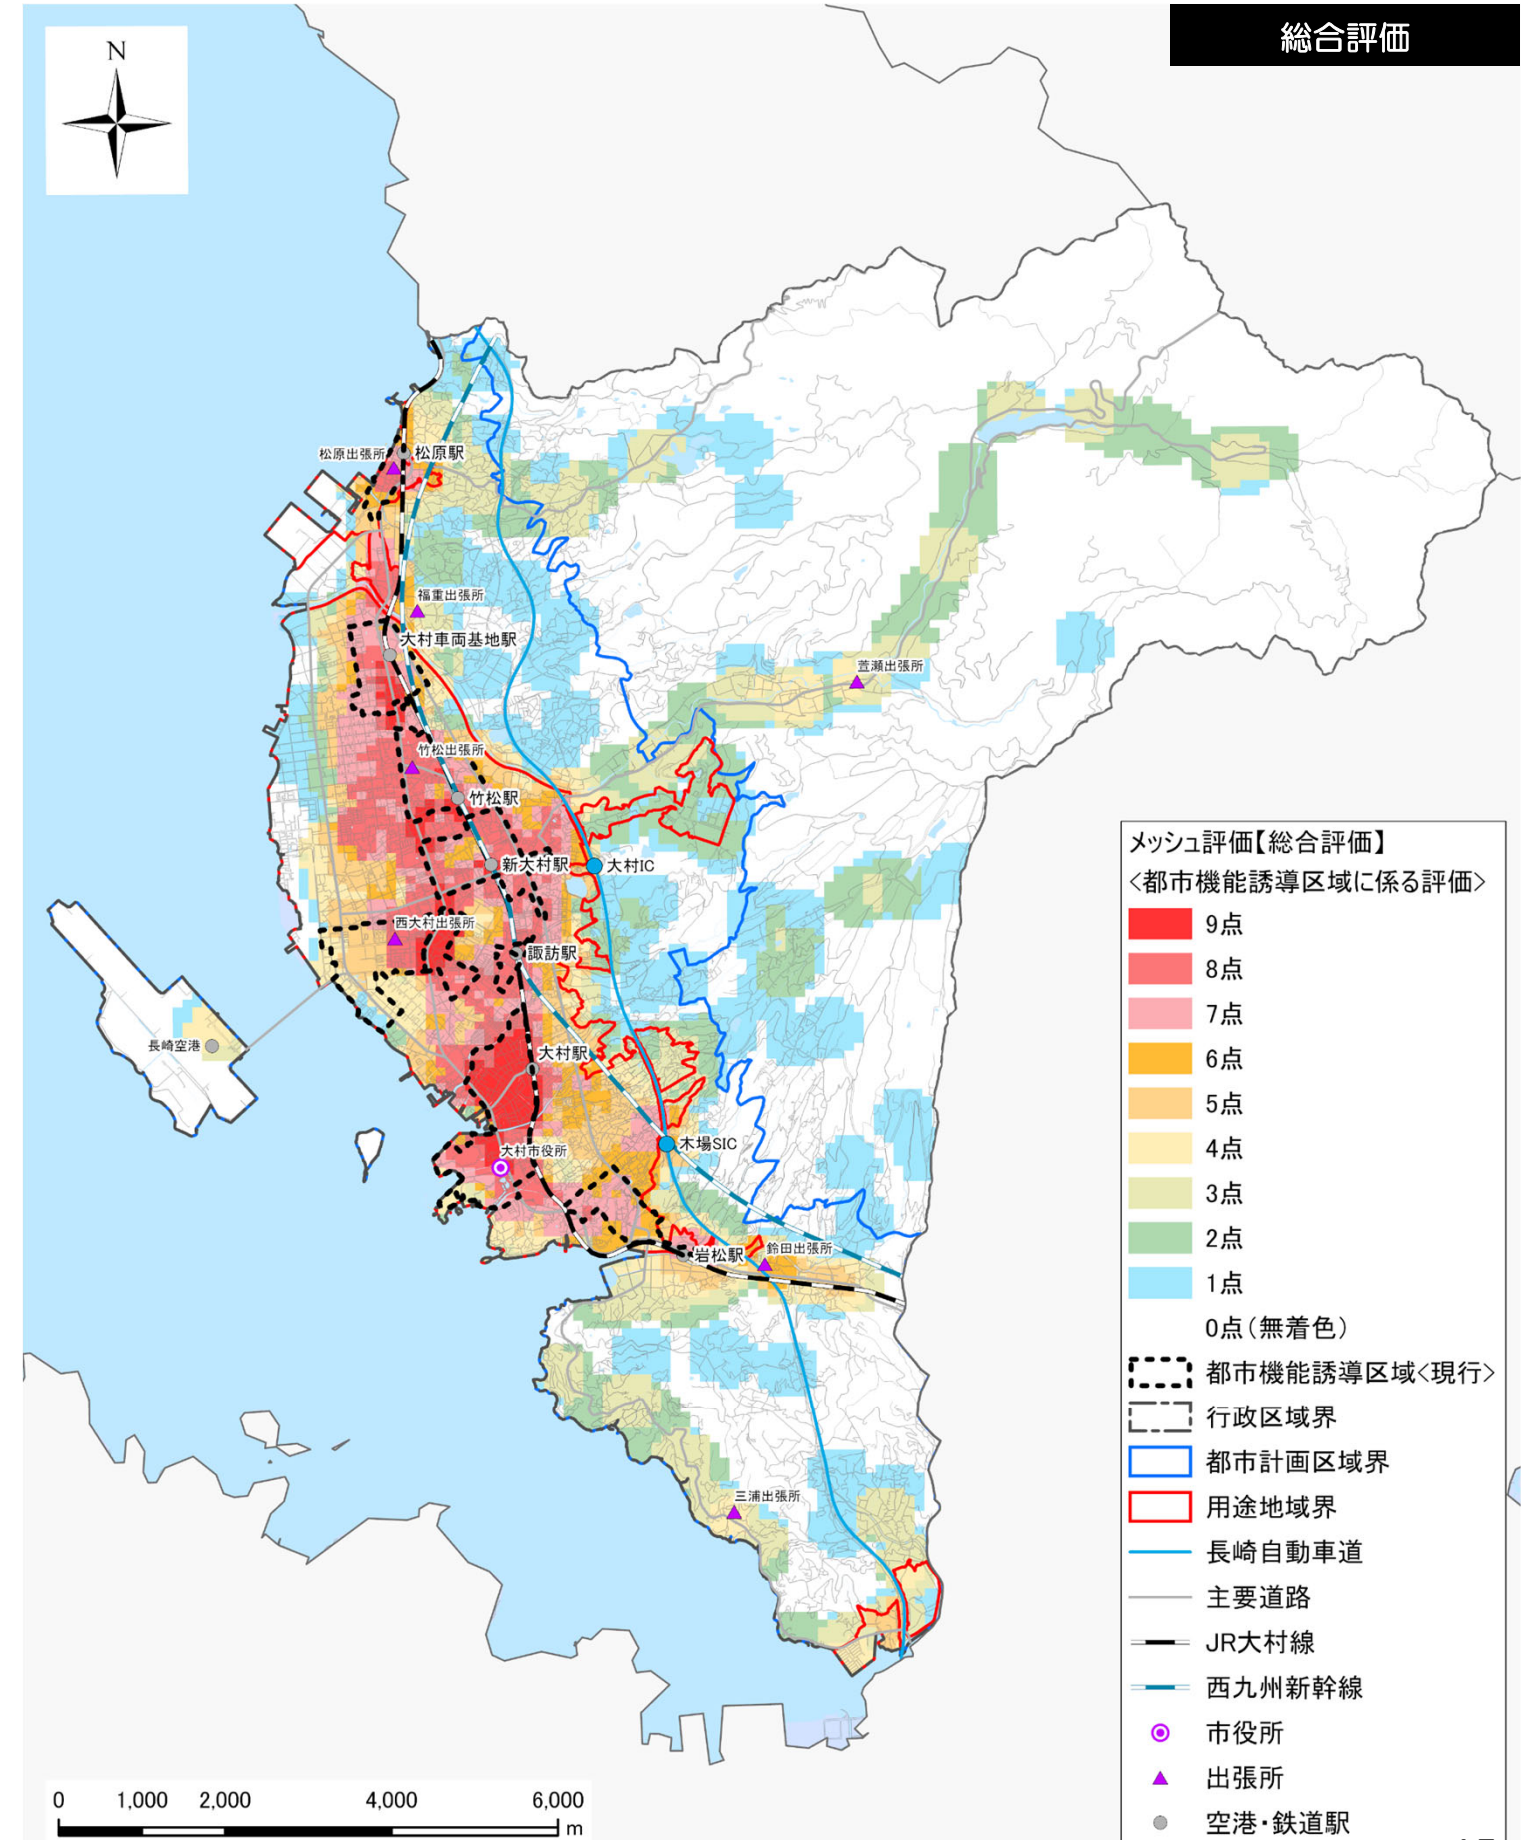 総合評価
N
松原出張所
松原駅
福重出張所
大村車両基地駅
萱瀬出張所
竹松出張所
竹松駅
新大村駅
大村IC
西大村出張所
諏訪駅
長崎空港
大村駅
木場SIC
大村市役所
岩松駅
鈴田出張所
三浦出張所
メッシュ評価【総合評価】
<都市機能誘導区域に係る評価>
9点
8点
7点
6点
5点
4点
3点
2点
1点
0点(無着色)
都市機能誘導区域<現行>
行政区域界
都市計画区域界
用途地域界
長崎自動車道
主要道路
JR大村線
西九州新幹線
市役所
出張所
空港・鉄道駅
0 1,000 2,000 4,000 6,000
m